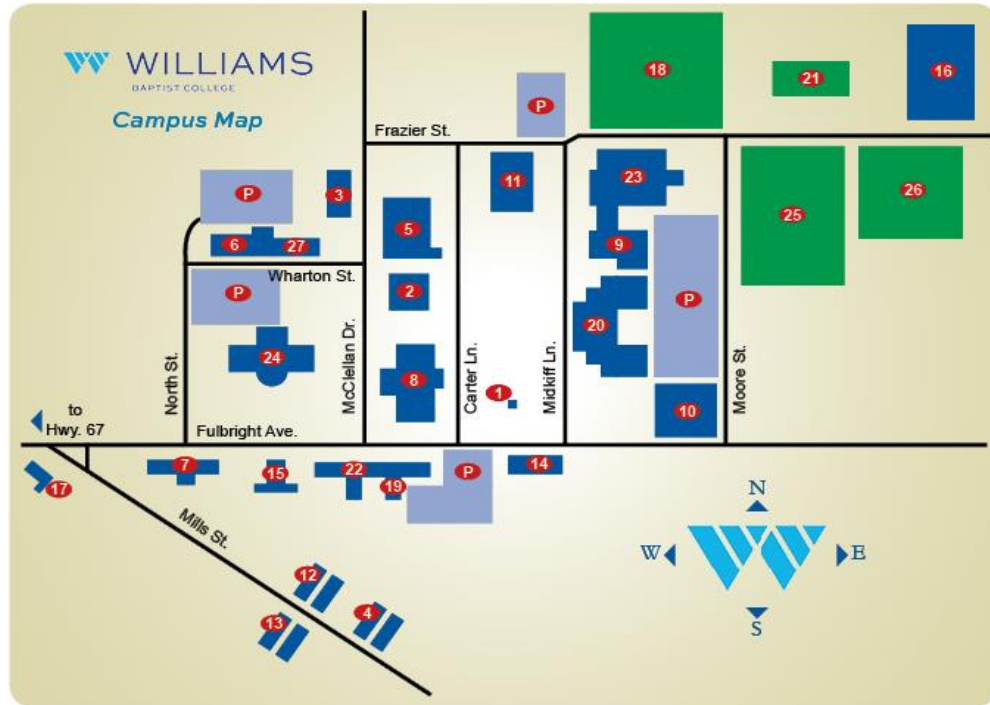 WILLIAMS
BAPTIST COLLEGE
Campus Map
18
21
16
P
Frazier St.
P
3
11
23
5
25
26
6
27
9
Wharton St.
P
2
P
20
24
8
1
North St.
McClellan Dr.
Carter Ln.
Midkiff Ln.
Moore St.
10
to
Hwy. 67
Fulbright Ave.
7
15
22
19
P
14
17
Mills St.
N
W
E
S
12
13
4